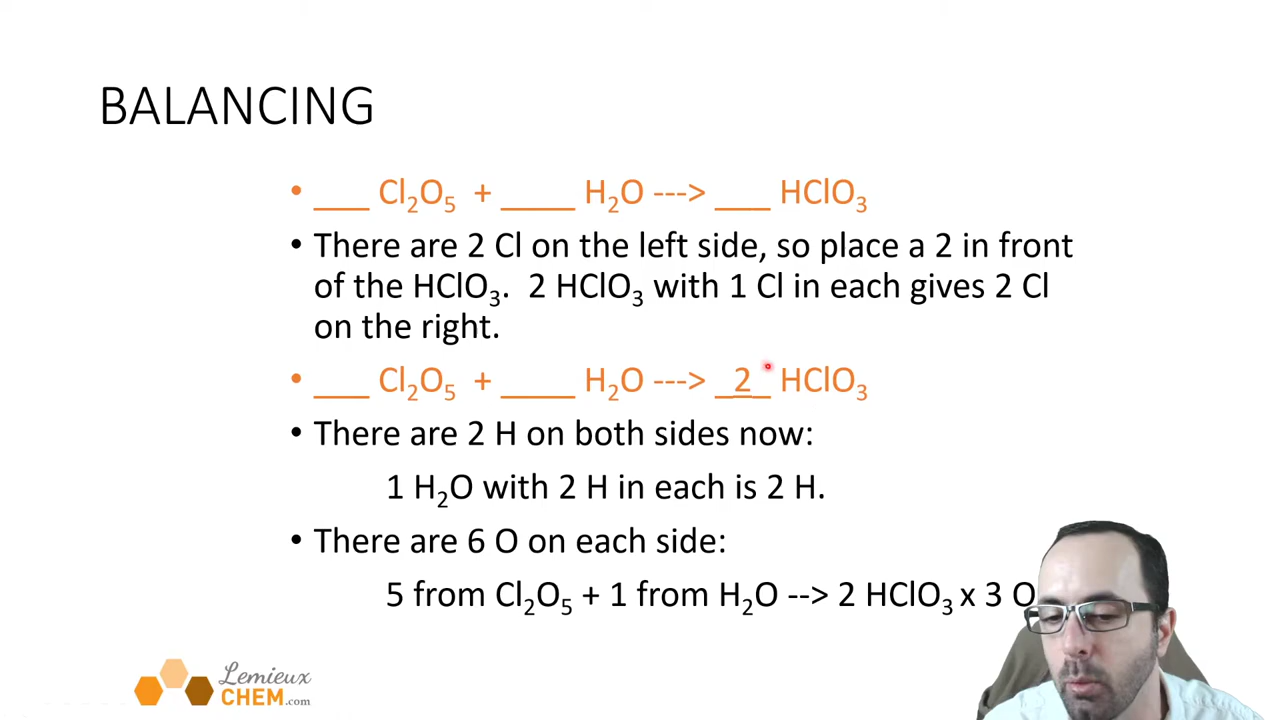 BALANCING
• ___ Cl₂O₅ + ____ H₂O ---> ___ HClO₃
• There are 2 Cl on the left side, so place a 2 in front
of the HClO₃. 2 HClO₃ with 1 Cl in each gives 2 Cl
on the right.
• ___ Cl₂O₅ + ____ H₂O ---> _2_ HClO₃
• There are 2 H on both sides now:
1 H₂O with 2 H in each is 2 H.
• There are 6 O on each side:
5 from Cl₂O₅ + 1 from H₂O --> 2 HClO₃ x 3 O
Lemieux
CHEM.com